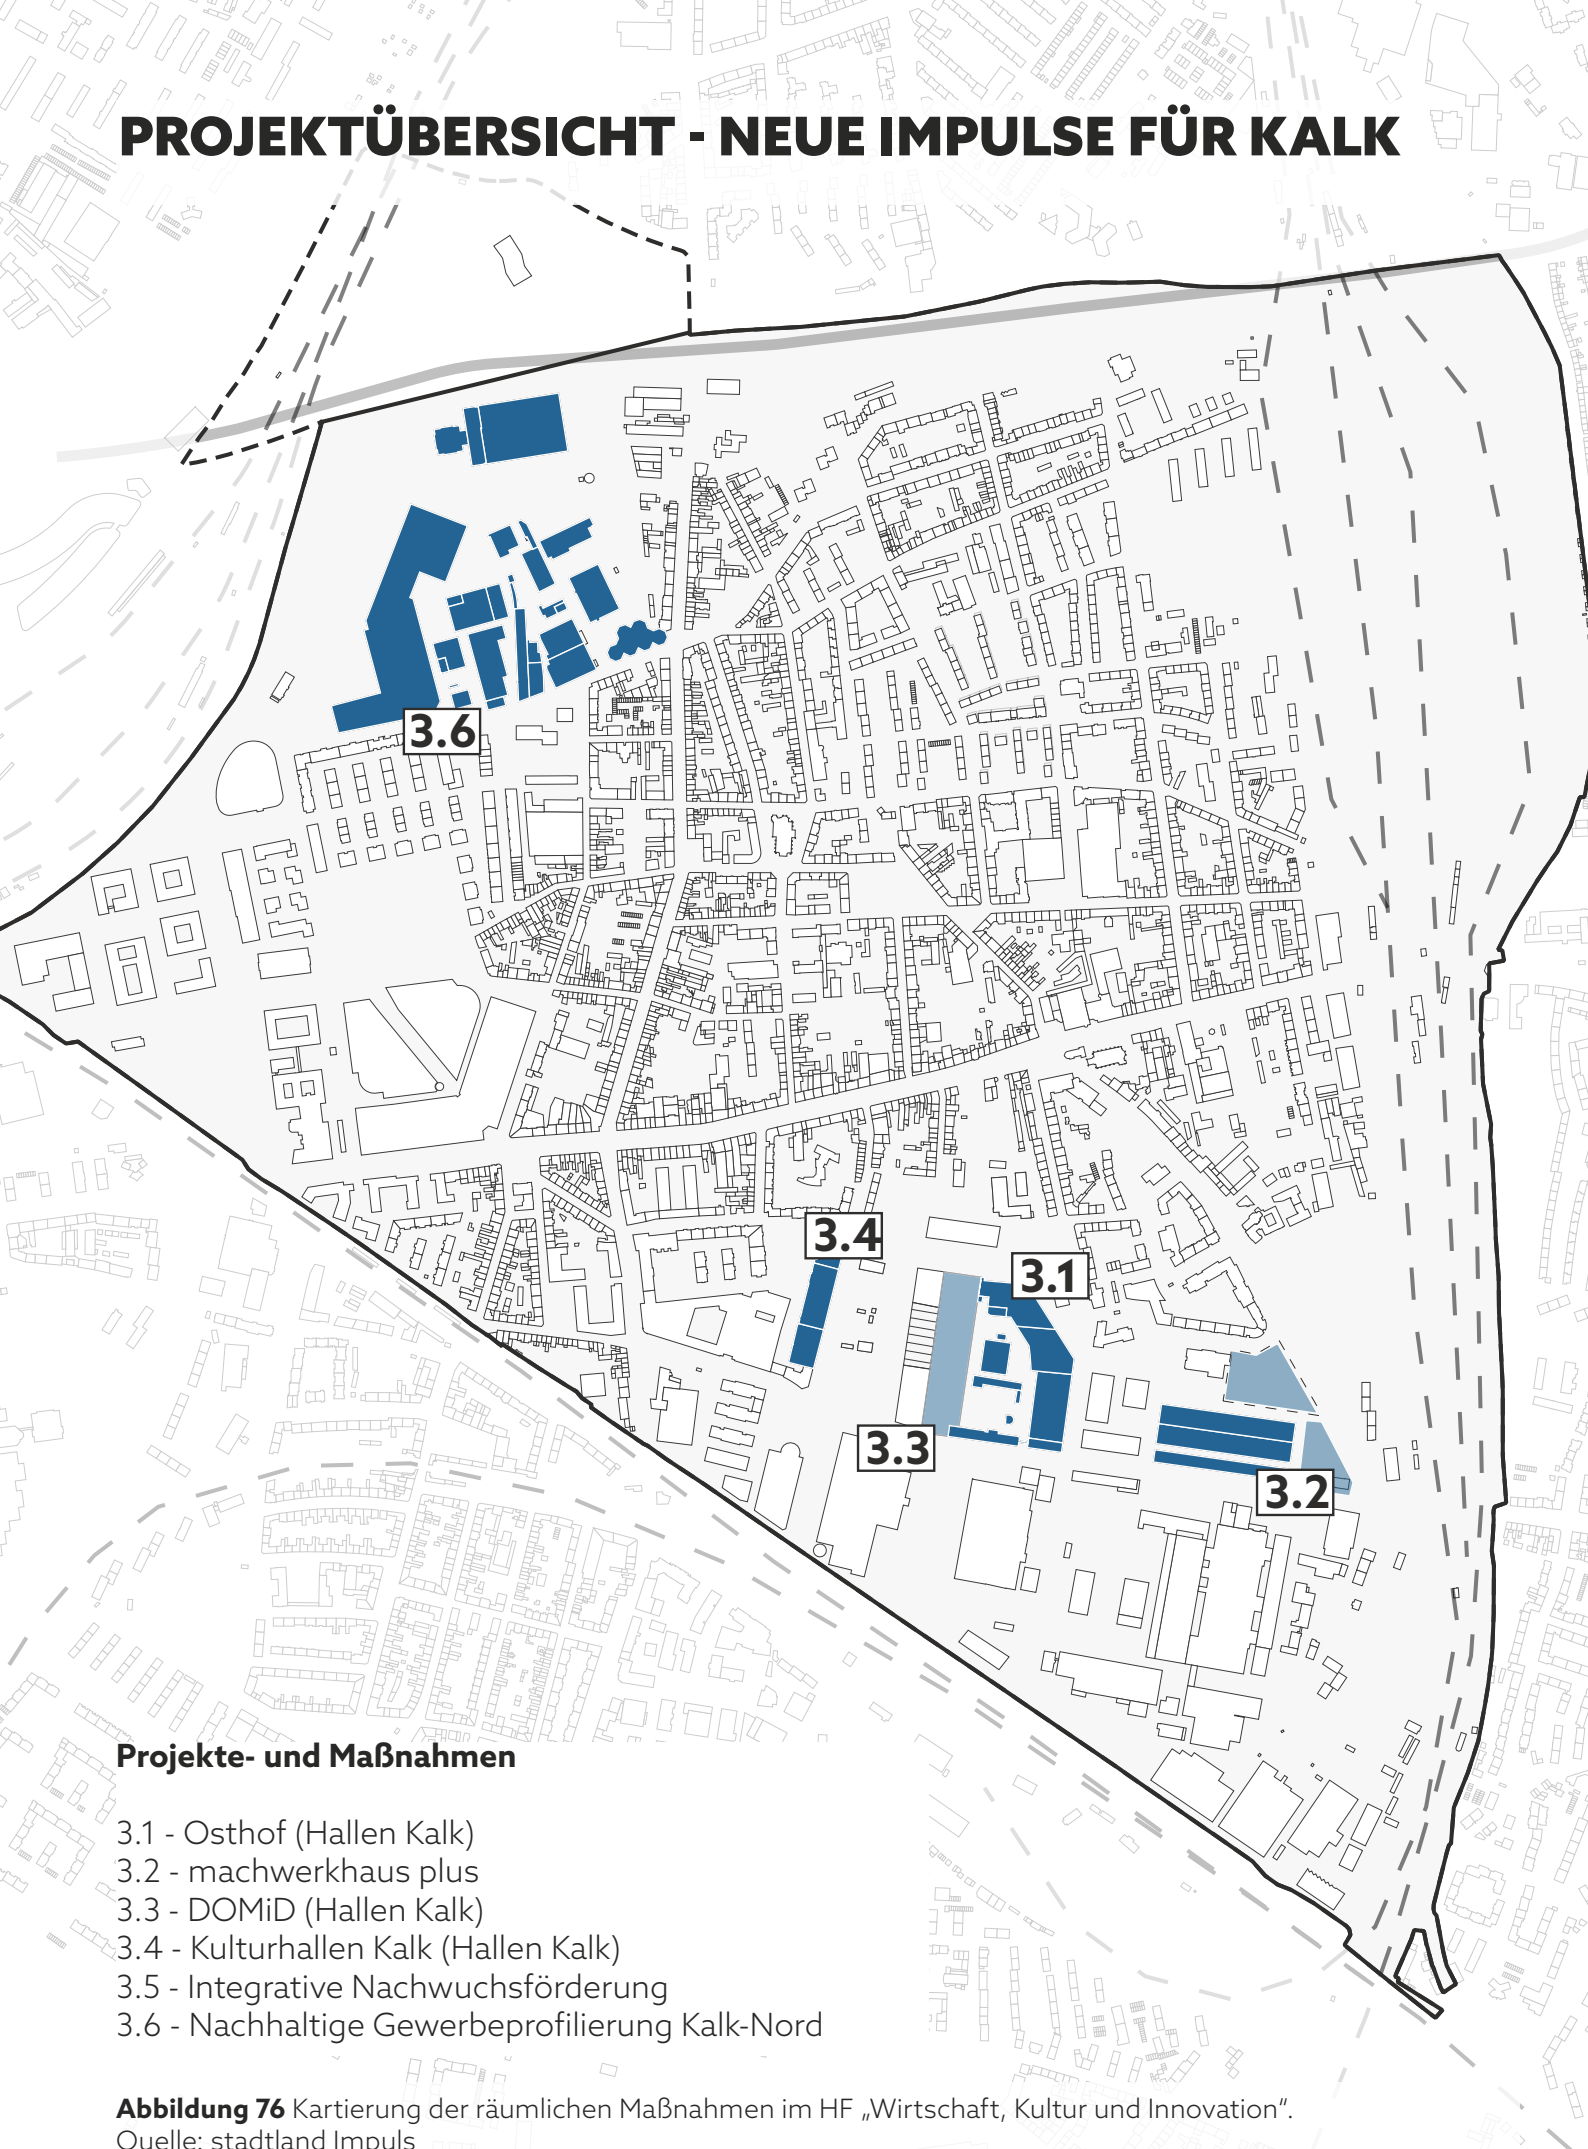 PROJEKTÜBERSICHT - NEUE IMPULSE FÜR KALK
3.6
3.4
3.1
3.3
3.2
Projekte- und Maßnahmen
3.1 - Osthof (Hallen Kalk)
3.2 - machwerkhaus plus
3.3 - DOMiD (Hallen Kalk)
3.4 - Kulturhallen Kalk (Hallen Kalk)
3.5 - Integrative Nachwuchsförderung
3.6 - Nachhaltige Gewerbeprofilierung Kalk-Nord
Abbildung 76 Kartierung der räumlichen Maßnahmen im HF „Wirtschaft, Kultur und Innovation“.
Quelle: stadtland Impuls